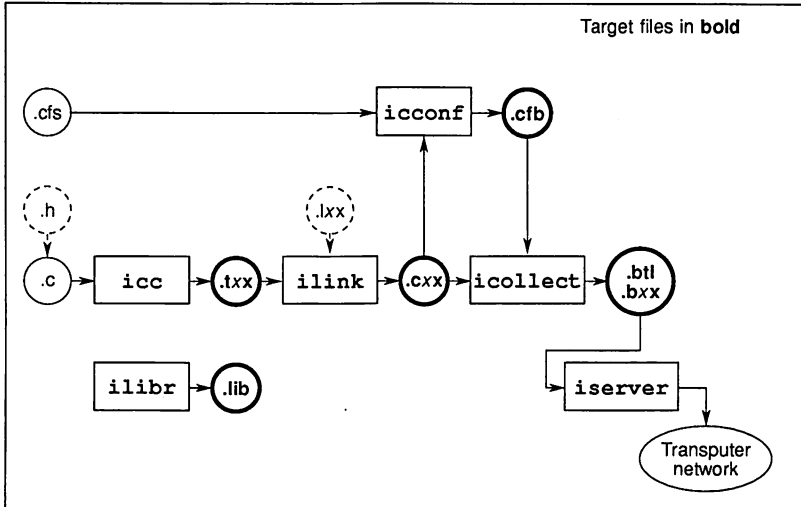 Target files in bold
.cfs
icconf
.cfb
.h
.lxx
.c
icc
.txx
ilink
.cxx
icollect
.btl
.bxx
ilibr
.lib
iserver
Transputer
network